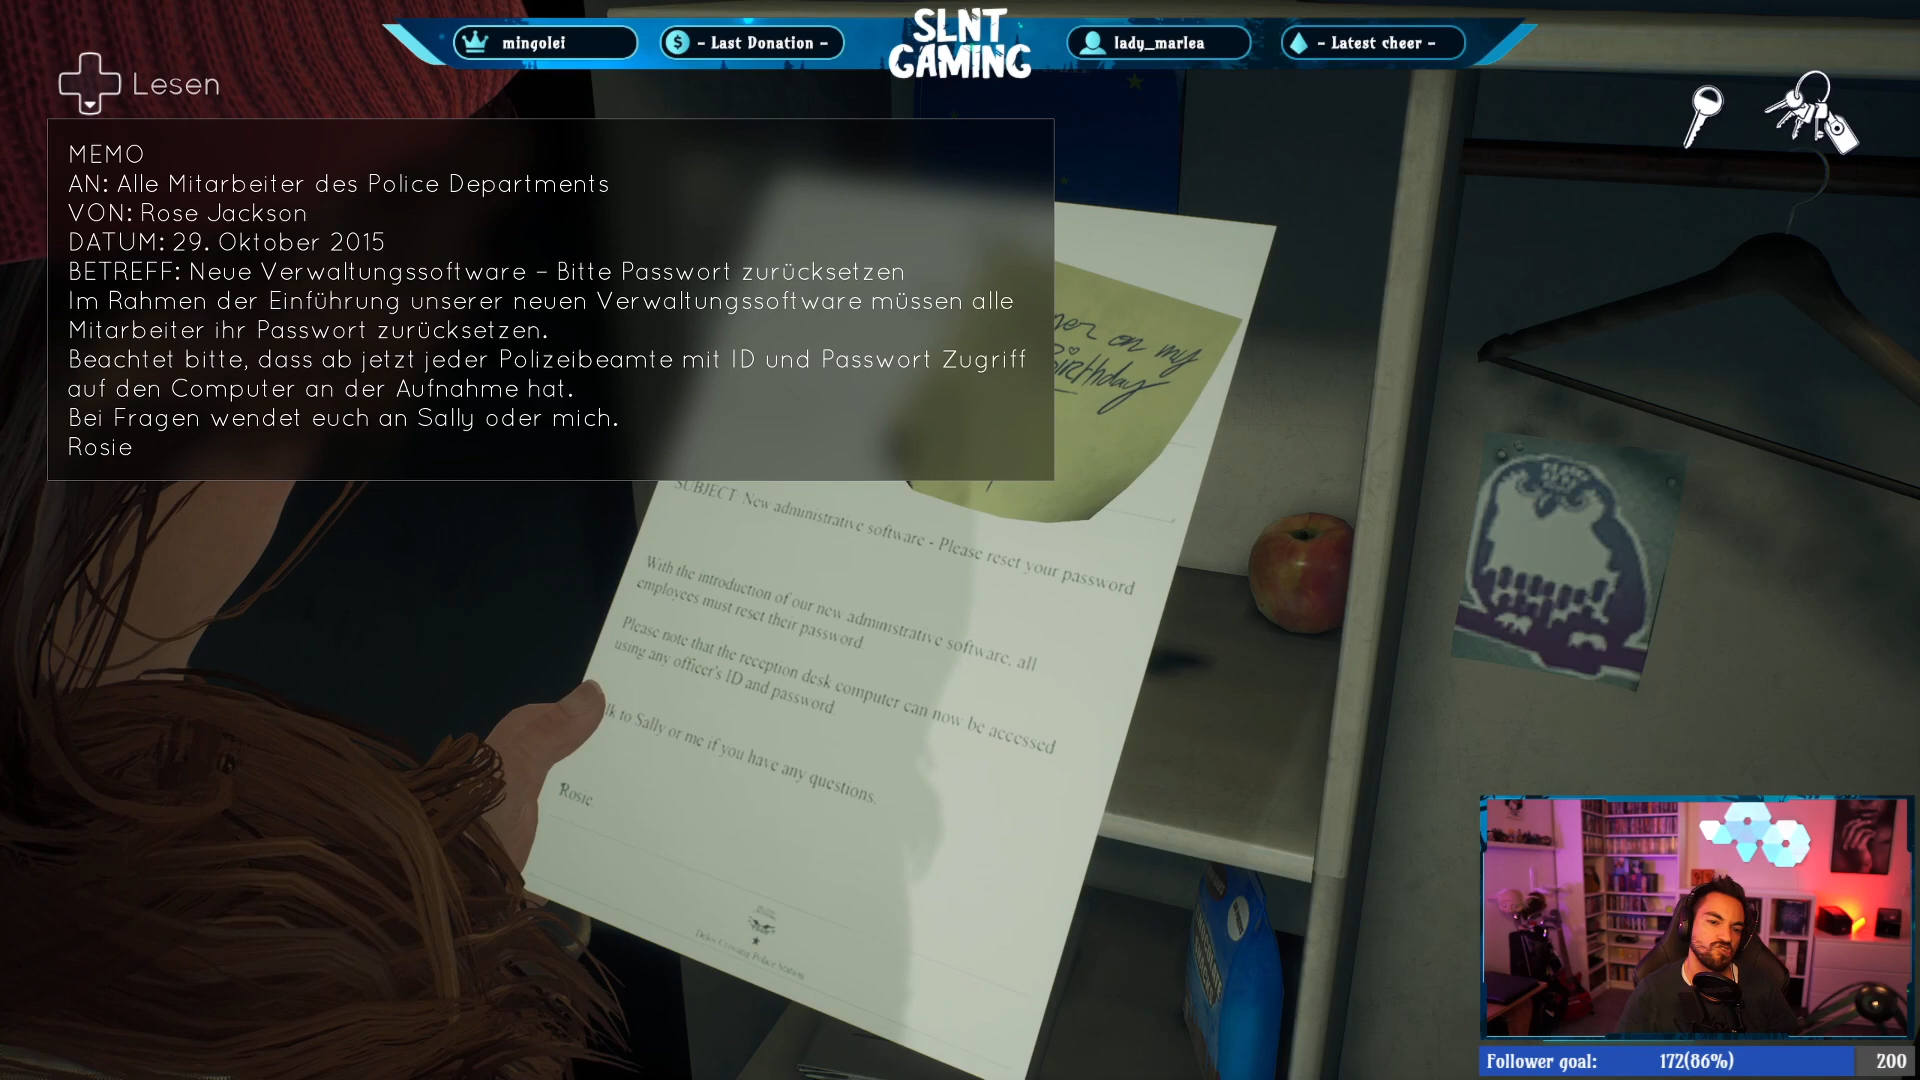 mingolei
- Last Donation -
SLNT
GAMING
lady_marlea
- Latest cheer -
Lesen
MEMO
AN: Alle Mitarbeiter des Police Departments
VON: Rose Jackson
DATUM: 29. Oktober 2015
BETREFF: Neue Verwaltungssoftware – Bitte Passwort zurücksetzen
Im Rahmen der Einführung unserer neuen Verwaltungssoftware müssen alle
Mitarbeiter ihr Passwort zurücksetzen.
Beachtet bitte, dass ab jetzt jeder Polizeibeamte mit ID und Passwort Zugriff
auf den Computer an der Aufnahme hat.
Bei Fragen wendet euch an Sally oder mich.
Rosie
on my
Birthday
SUBJECT: New administrative software - Please reset your password
With the introduction of our new administrative software, all
employees must reset their password.
Please note that the reception desk computer can now be accessed
using any officer's ID and password.
to Sally or me if you have any questions.
Rosie.
Police Station
Follower goal: 172(86%) 200